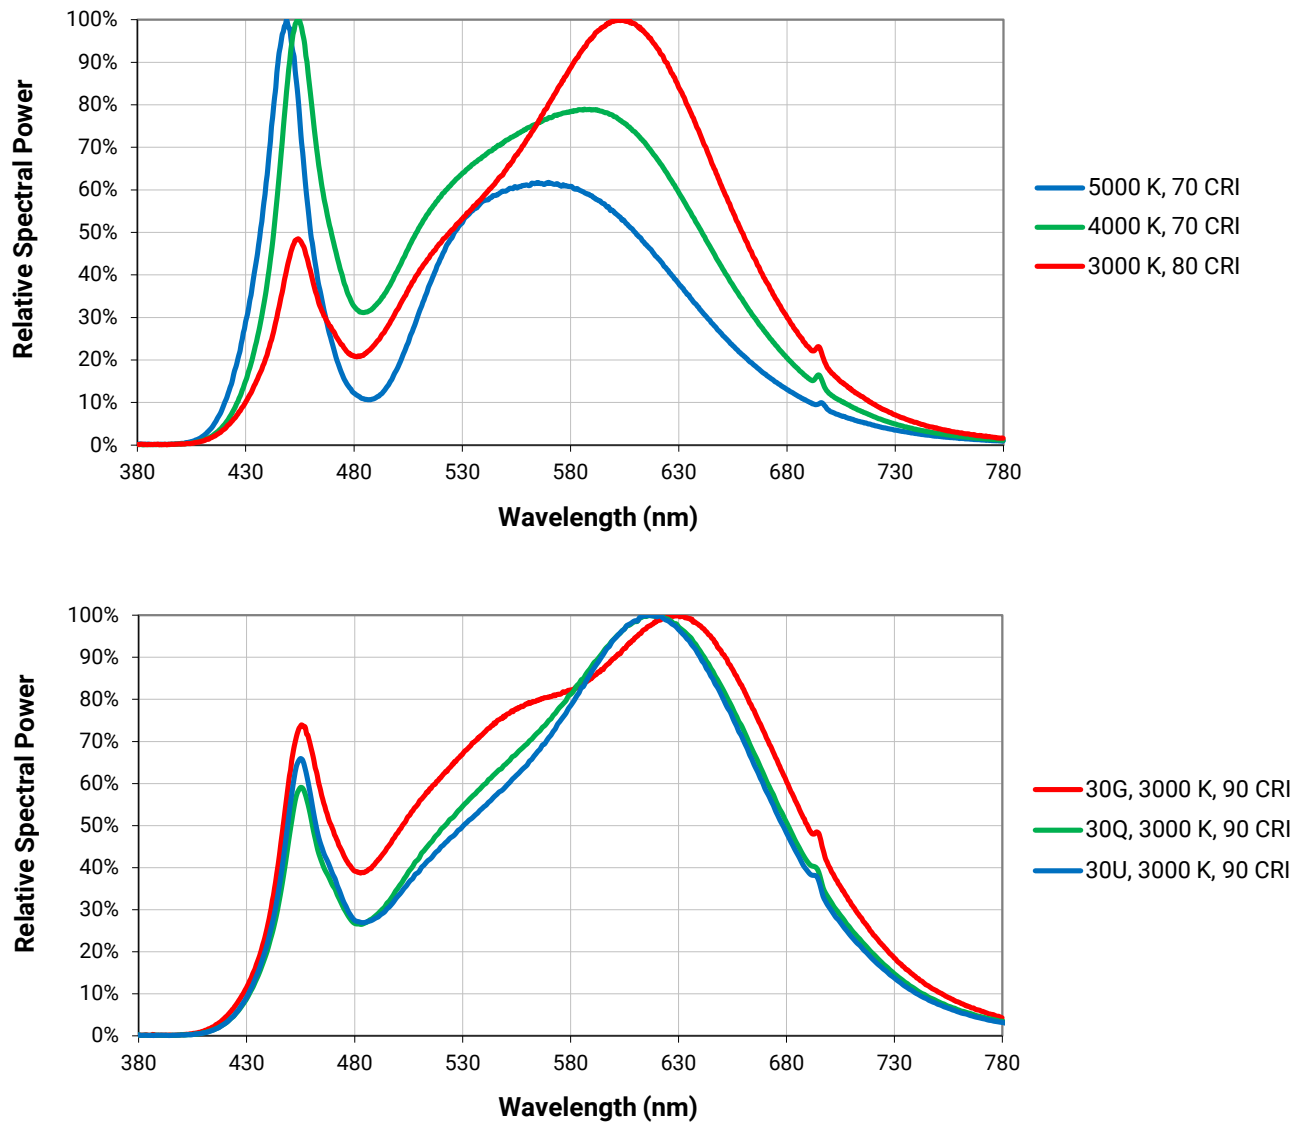 Relative Spectral Power
100%
90%
80%
70%
60%
50%
40%
30%
20%
10%
0%
380 430 480 530 580 630 680 730 780
Wavelength (nm)
5000 K, 70 CRI
4000 K, 70 CRI
3000 K, 80 CRI
Relative Spectral Power
100%
90%
80%
70%
60%
50%
40%
30%
20%
10%
0%
380 430 480 530 580 630 680 730 780
Wavelength (nm)
30G, 3000 K, 90 CRI
30Q, 3000 K, 90 CRI
30U, 3000 K, 90 CRI